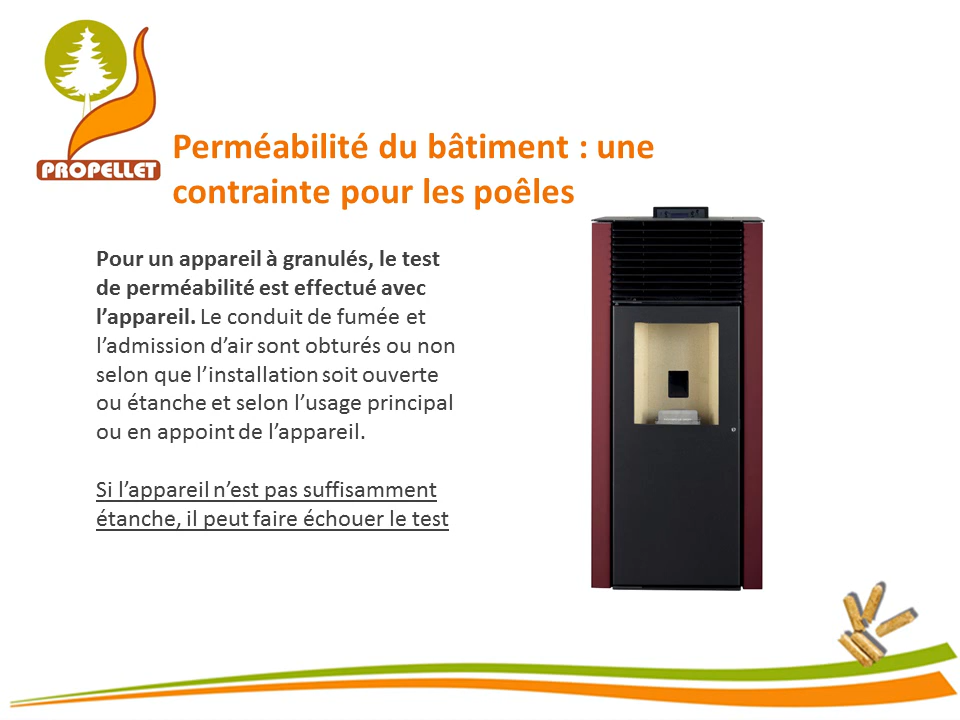 PROPELLET
Perméabilité du bâtiment : une
contrainte pour les poêles
Pour un appareil à granulés, le test
de perméabilité est effectué avec
l’appareil. Le conduit de fumée et
l’admission d’air sont obturés ou non
selon que l’installation soit ouverte
ou étanche et selon l’usage principal
ou en appoint de l’appareil.
Si l’appareil n’est pas suffisamment
étanche, il peut faire échouer le test